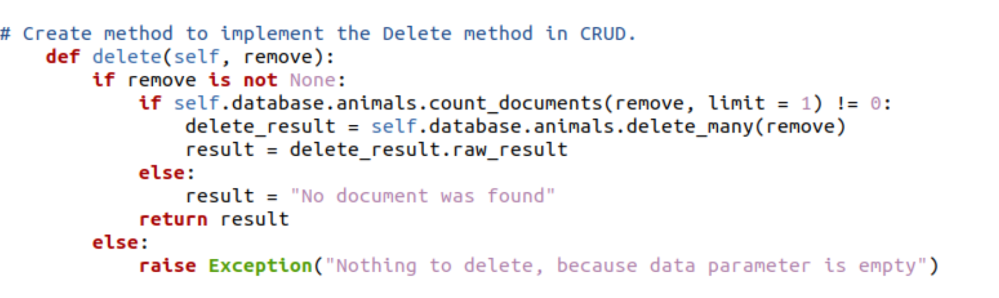 # Create method to implement the Delete method in CRUD.
    def delete(self, remove):
        if remove is not None:
            if self.database.animals.count_documents(remove, limit = 1) != 0:
                delete_result = self.database.animals.delete_many(remove)
                result = delete_result.raw_result
            else:
                result = "No document was found"
            return result
        else:
            raise Exception("Nothing to delete, because data parameter is empty")